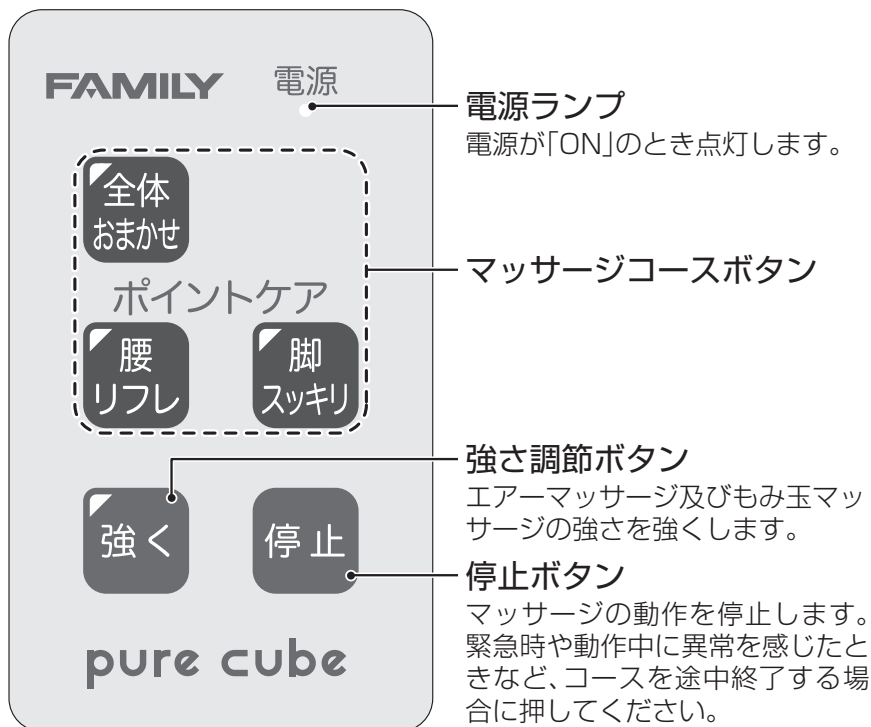 FAMILY 電源
全体
おまかせ
ポイントケア
腰
リフレ
脚
スッキリ
強く
停止
pure cube
電源ランプ
電源が「ON」のとき点灯します。
マッサージコースボタン
強さ調節ボタン
エアーマッサージ及びもみ玉マッ
サージの強さを強くします。
停止ボタン
マッサージの動作を停止します。
緊急時や動作中に異常を感じたと
きなど、コースを途中終了する場
合に押してください。